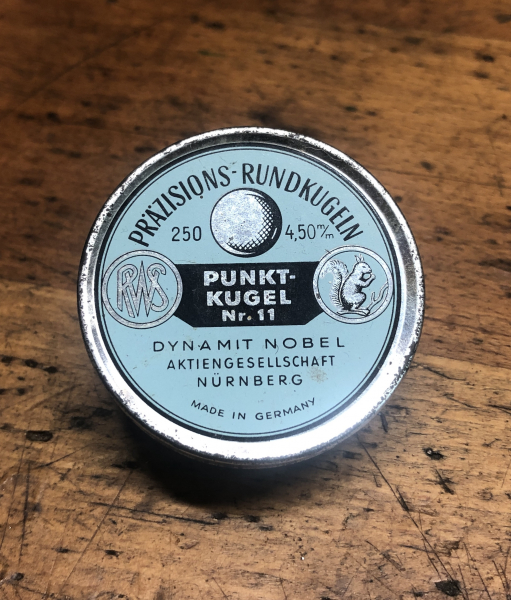 PRÄZISIONS-RUNDKUGELN
250 4,50 m/m
RWS
PUNKT-
KUGEL
Nr. 11
DYNAMIT NOBEL
AKTIENGESELLSCHAFT
NÜRNBERG
MADE IN GERMANY